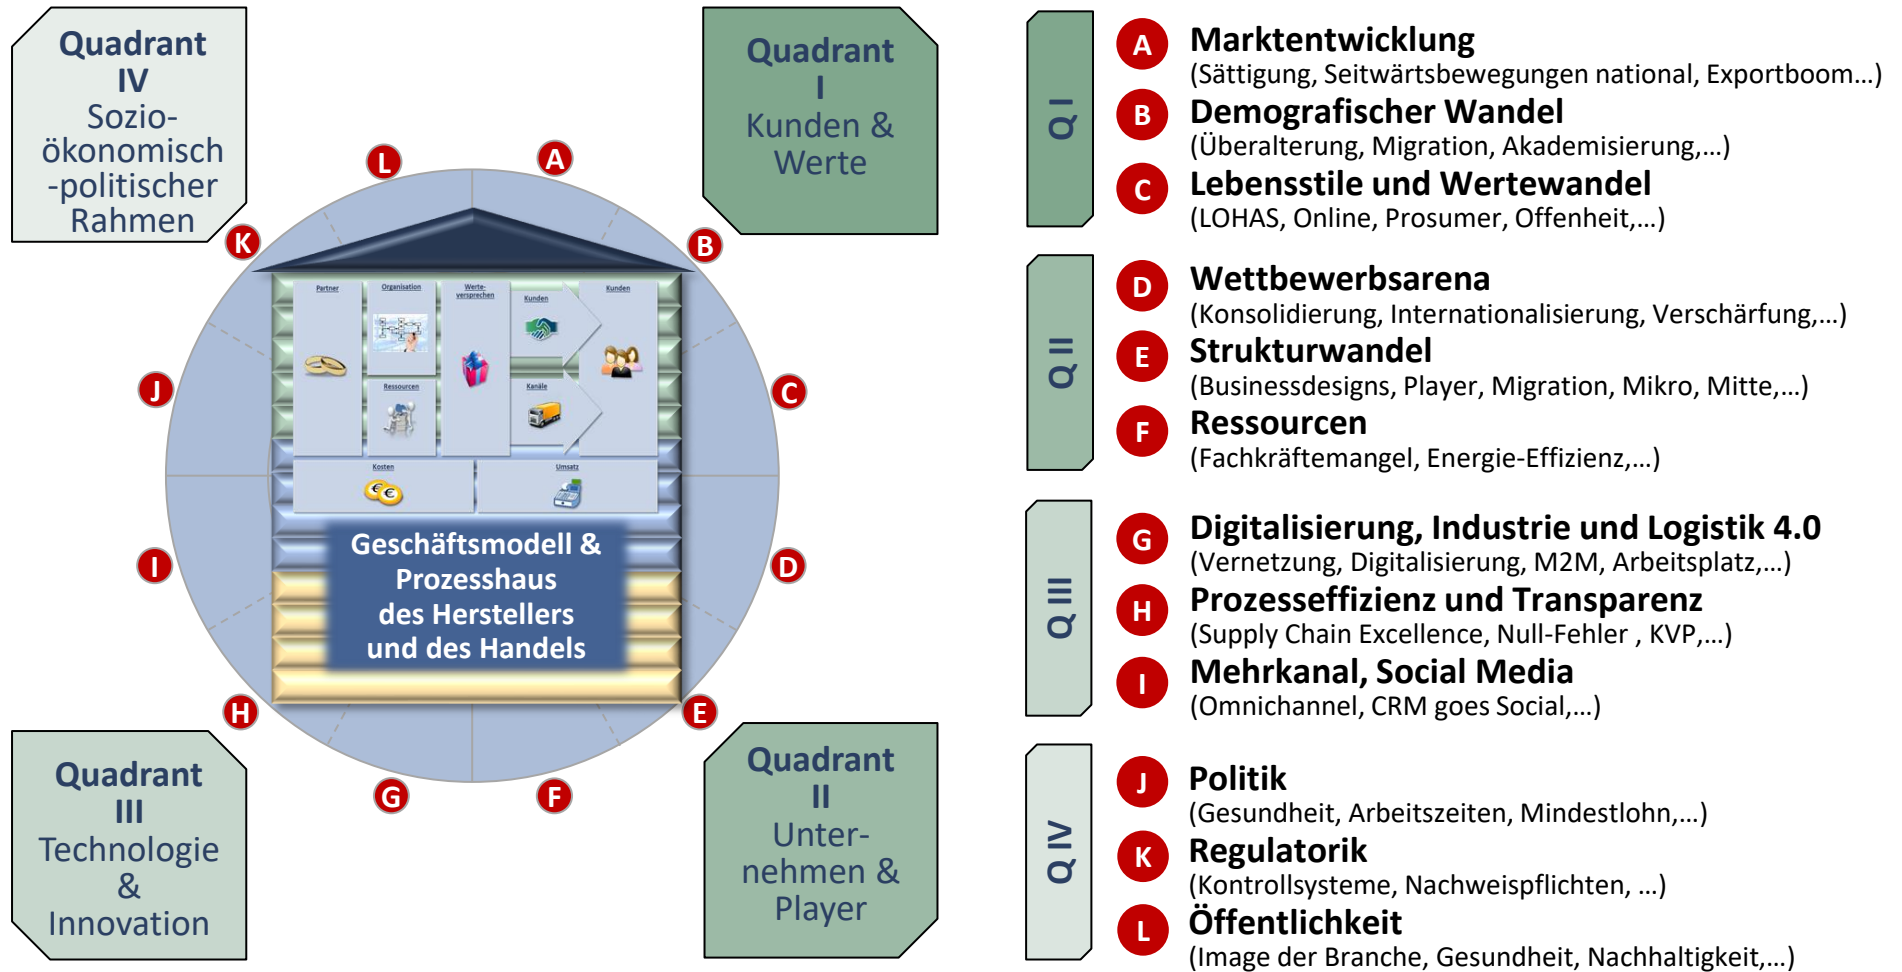 Quadrant
IV
Sozio-
ökonomisch
-politischer
Rahmen
Quadrant
I
Kunden &
Werte
L
A
K
B
J
C
I
D
H
E
G
F
Partner
Organisation
Werte-
versprechen
Kunden
Kunden
Ressourcen
Kanäle
Kosten
Umsatz
Geschäftsmodell &
Prozesshaus
des Herstellers
und des Handels
Quadrant
III
Technologie
&
Innovation
Quadrant
II
Unter-
nehmen &
Player
Q I
A Marktentwicklung
(Sättigung, Seitwärtsbewegungen national, Exportboom…)
B Demografischer Wandel
(Überalterung, Migration, Akademisierung,…)
C Lebensstile und Wertewandel
(LOHAS, Online, Prosumer, Offenheit,…)
Q II
D Wettbewerbsarena
(Konsolidierung, Internationalisierung, Verschärfung,…)
E Strukturwandel
(Businessdesigns, Player, Migration, Mikro, Mitte,…)
F Ressourcen
(Fachkräftemangel, Energie-Effizienz,…)
Q III
G Digitalisierung, Industrie und Logistik 4.0
(Vernetzung, Digitalisierung, M2M, Arbeitsplatz,…)
H Prozesseffizienz und Transparenz
(Supply Chain Excellence, Null-Fehler , KVP,…)
I Mehrkanal, Social Media
(Omnichannel, CRM goes Social,…)
Q IV
J Politik
(Gesundheit, Arbeitszeiten, Mindestlohn,…)
K Regulatorik
(Kontrollsysteme, Nachweispflichten, …)
L Öffentlichkeit
(Image der Branche, Gesundheit, Nachhaltigkeit,…)